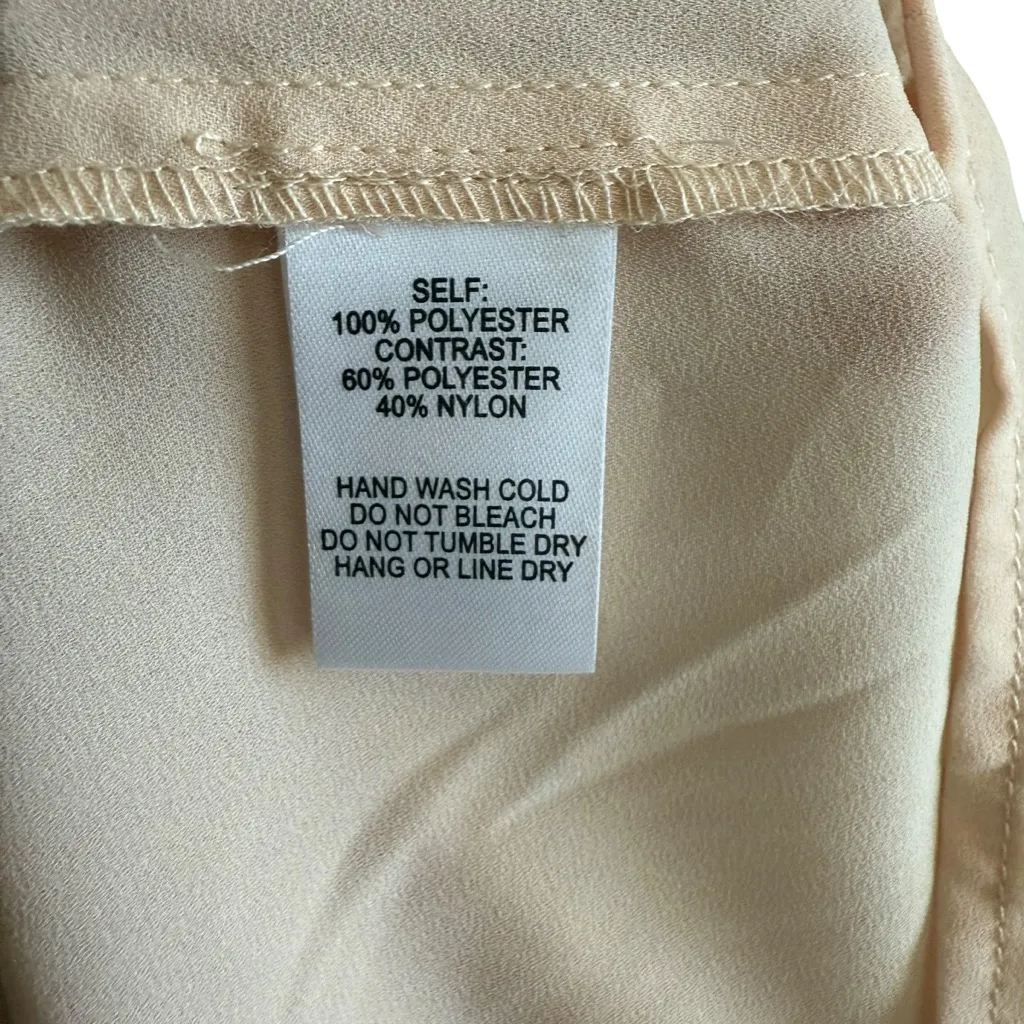 SELF:
100% POLYESTER
CONTRAST:
60% POLYESTER
40% NYLON
HAND WASH COLD
DO NOT BLEACH
DO NOT TUMBLE DRY
HANG OR LINE DRY